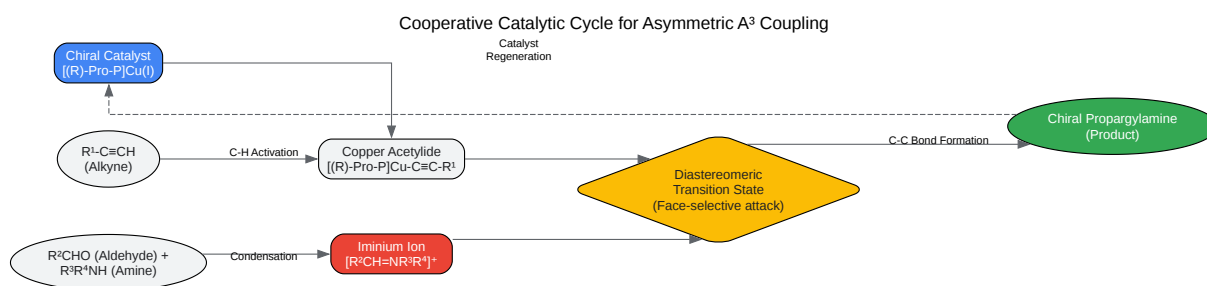 Cooperative Catalytic Cycle for Asymmetric A³ Coupling
Catalyst
Regeneration
Chiral Catalyst
[(R)-Pro-P]Cu(I)
Chiral Propargylamine
(Product)
R¹-C≡CH
(Alkyne)
C-H Activation
Copper Acetylide
[(R)-Pro-P]Cu-C≡C-R¹
C-C Bond Formation
Diastereomeric
Transition State
(Face-selective attack)
R²CHO (Aldehyde) +
R³R⁴NH (Amine)
Condensation
Iminium Ion
[R²CH=NR³R⁴]⁺